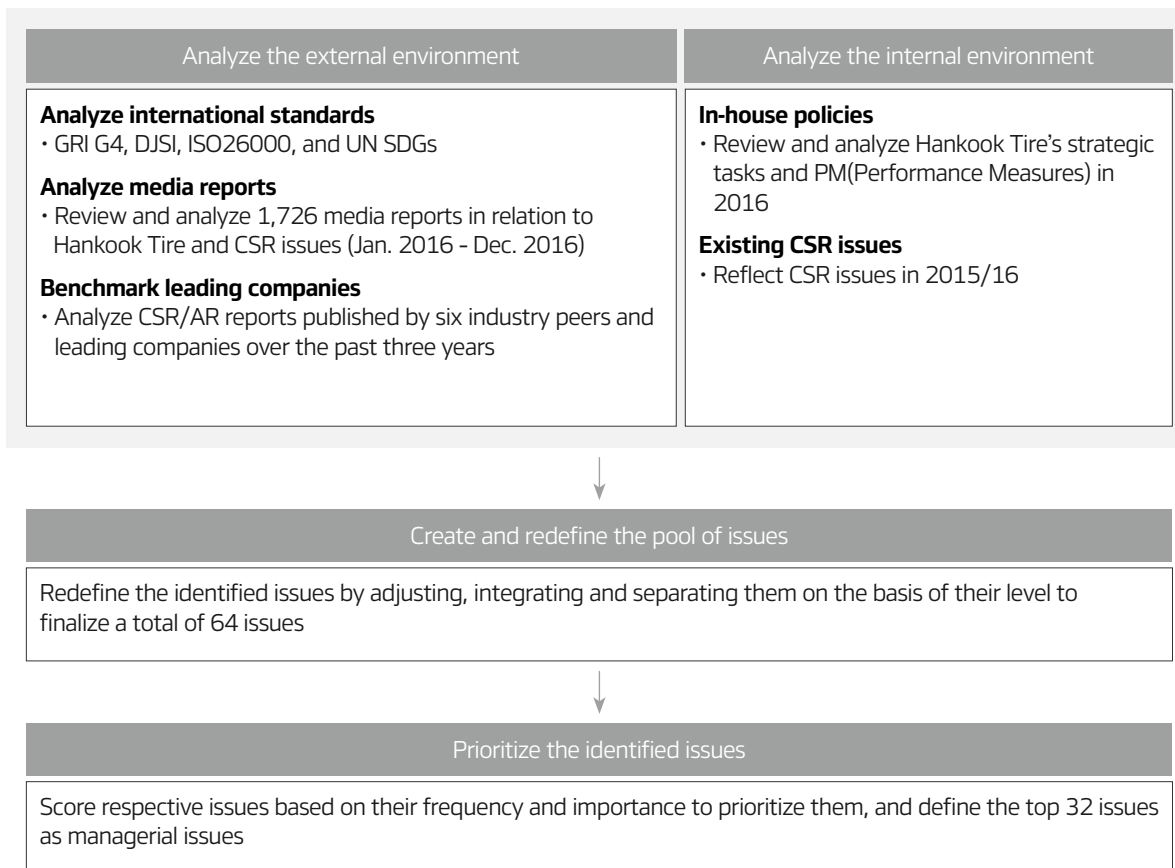 Analyze the external environment
Analyze international standards
· GRI G4, DJSI, ISO26000, and UN SDGs
Analyze media reports
· Review and analyze 1,726 media reports in relation to
Hankook Tire and CSR issues (Jan. 2016 - Dec. 2016)
Benchmark leading companies
· Analyze CSR/AR reports published by six industry peers and
leading companies over the past three years
Analyze the internal environment
In-house policies
· Review and analyze Hankook Tire’s strategic
tasks and PM(Performance Measures) in
2016
Existing CSR issues
· Reflect CSR issues in 2015/16
Create and redefine the pool of issues
Redefine the identified issues by adjusting, integrating and separating them on the basis of their level to
finalize a total of 64 issues
Prioritize the identified issues
Score respective issues based on their frequency and importance to prioritize them, and define the top 32 issues
as managerial issues